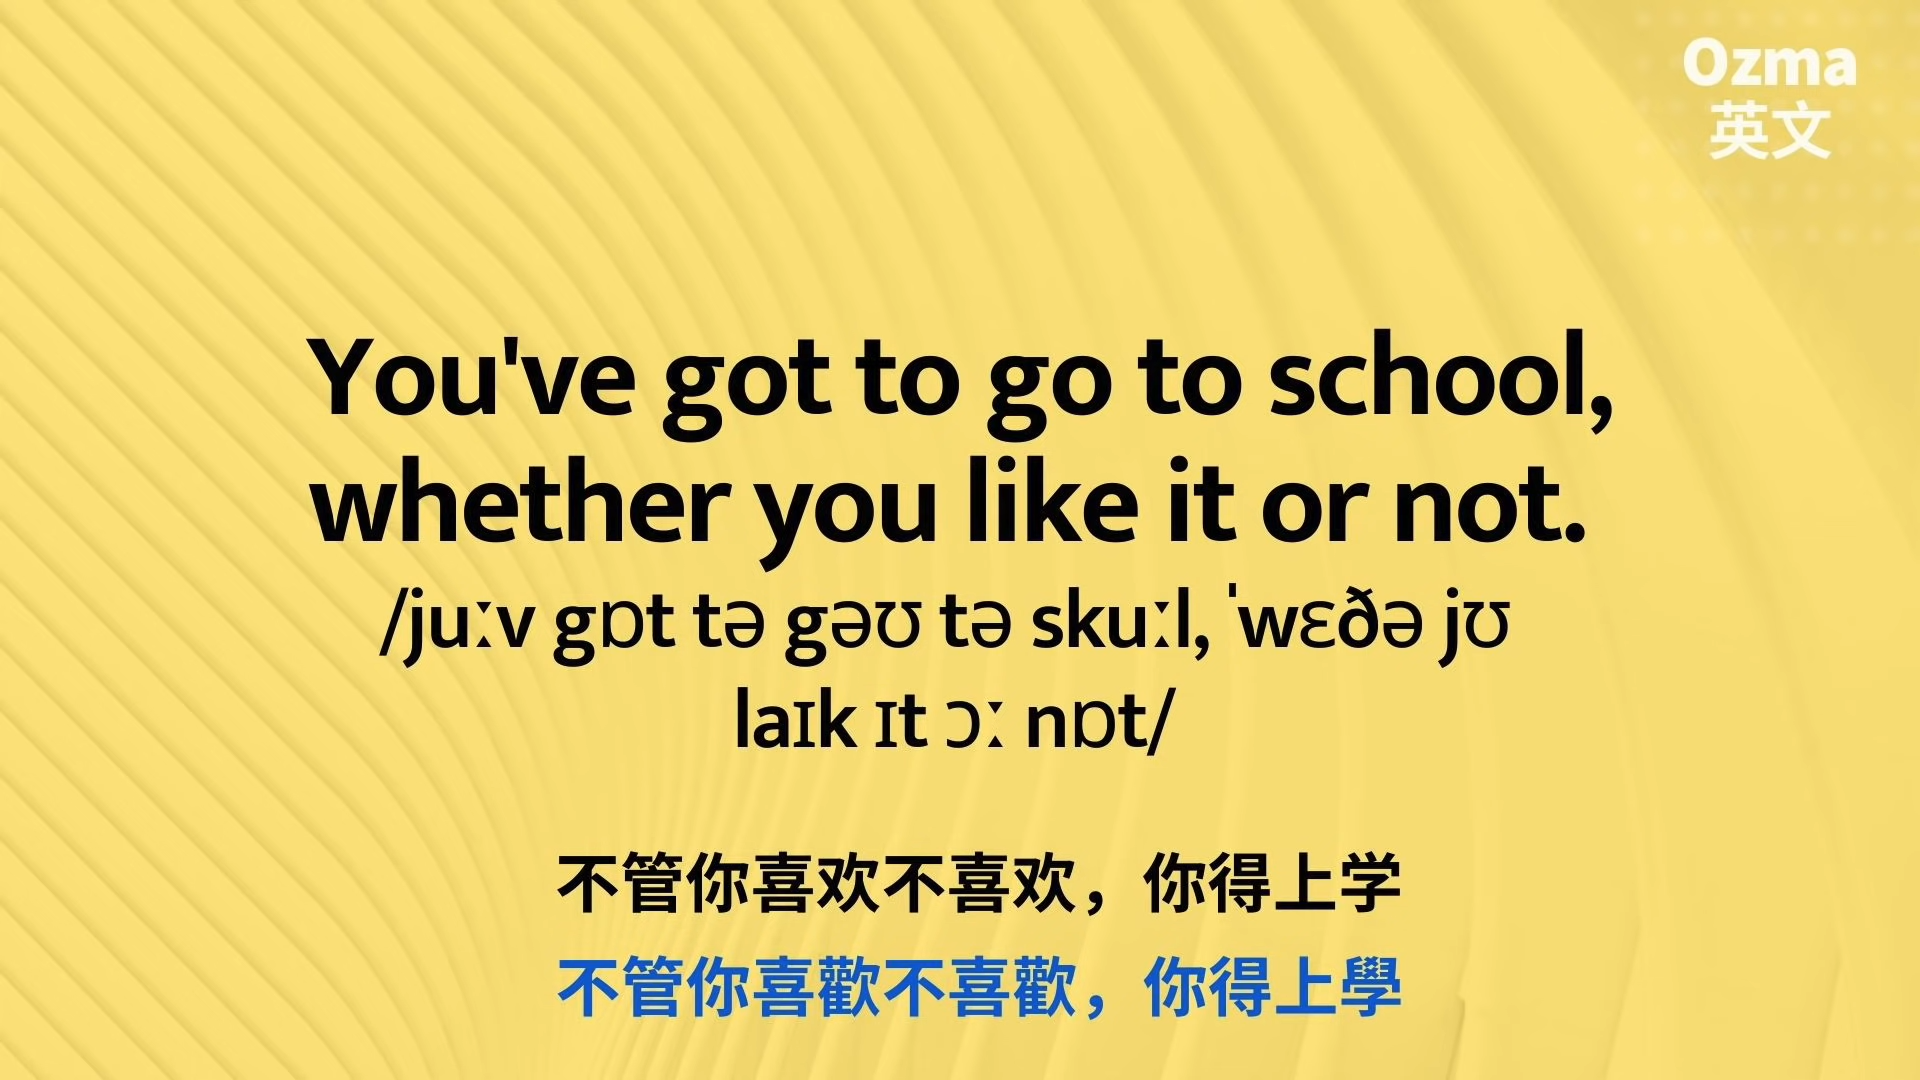 Ozma
英文
You've got to go to school,
whether you like it or not.
/juːv ɡɒt tə ɡəʊ tə skuːl, ˈwɛðə jʊ
laɪk ɪt ɔː nɒt/
不管你喜欢不喜欢，你得上学
不管你喜歡不喜歡，你得上學